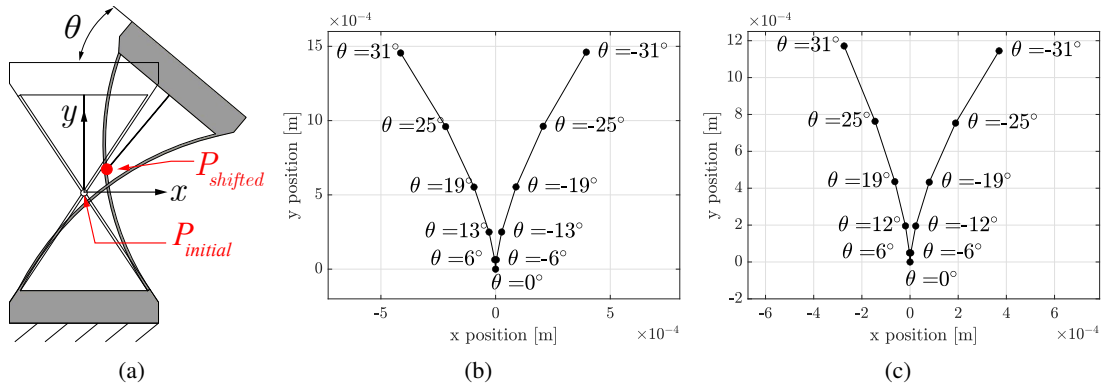 θ
y
x
P_shifted
P_initial
(a)
×10⁻⁴
15
10
5
0
y position [m]
-5
0
5
x position [m]
×10⁻⁴
θ =31°
θ =-31°
θ =25°
θ =-25°
θ =19°
θ =-19°
θ =13°
θ =-13°
θ =6°
θ =-6°
θ =0°
(b)
×10⁻⁴
12
10
8
6
4
2
0
-2
y position [m]
-6
-4
-2
0
2
4
6
x position [m]
×10⁻⁴
θ =31°
θ =-31°
θ =25°
θ =-25°
θ =19°
θ =-19°
θ =12°
θ =-12°
θ =6°
θ =-6°
θ =0°
(c)